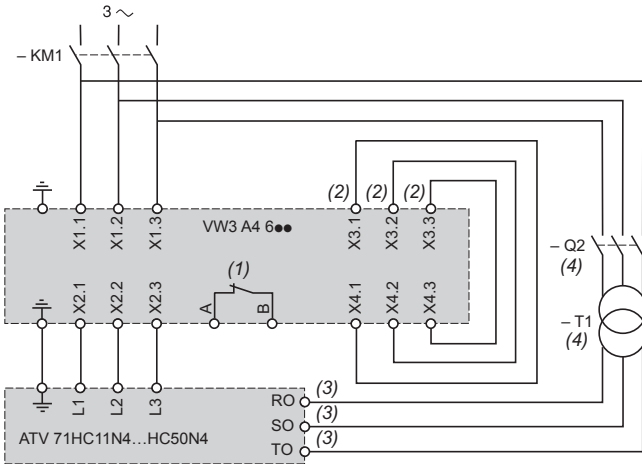 3 ~
– KM1
(2) (2) (2)
X1.1 X1.2 X1.3 VW3 A4 6●● X3.1 X3.2 X3.3
– Q2
(4)
(1)
X2.1 X2.2 X2.3 A B X4.1 X4.2 X4.3
– T1
(4)
L1 L2 L3 RO (3)
SO (3)
ATV 71HC11N4...HC50N4 TO (3)